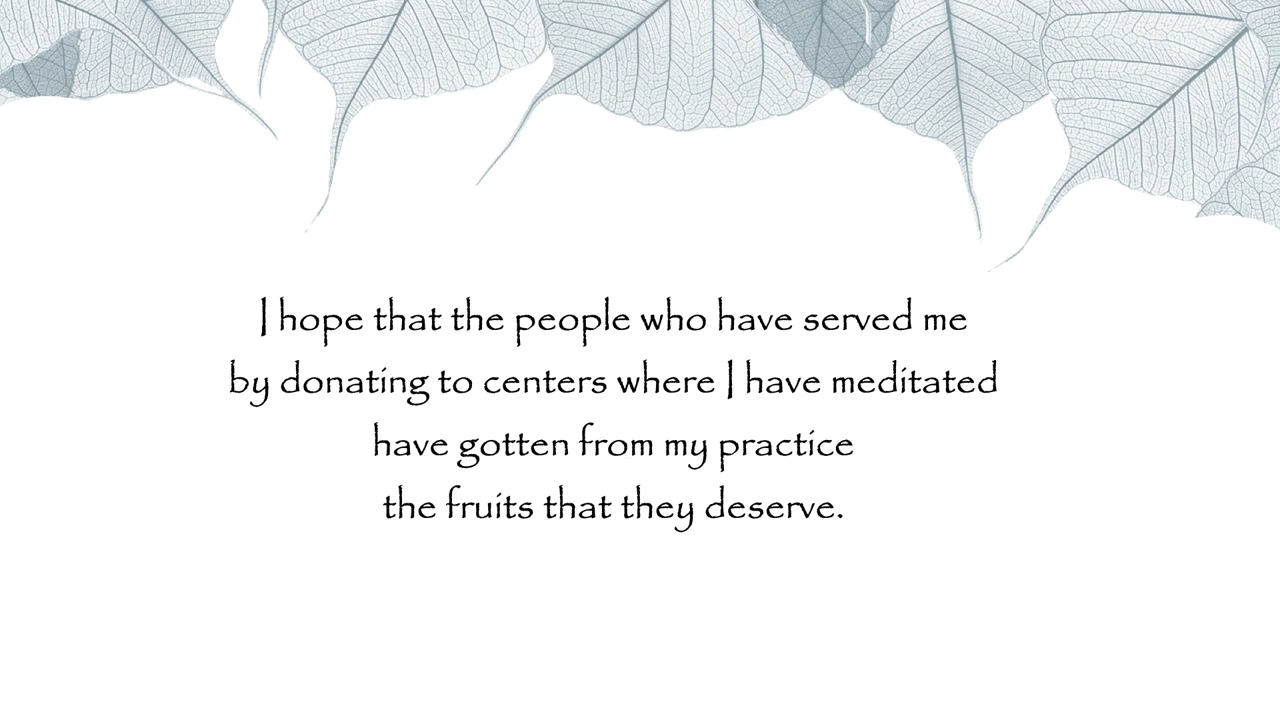 I hope that the people who have served me
by donating to centers where I have meditated
have gotten from my practice
the fruits that they deserve.